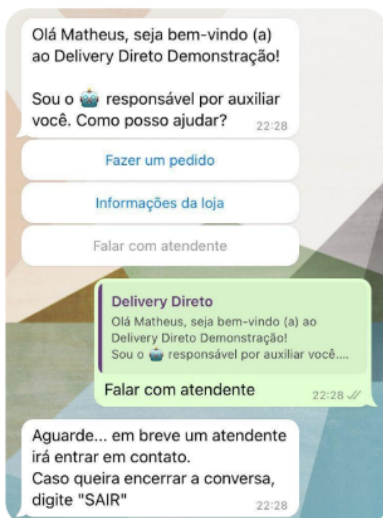 Olá Matheus, seja bem-vindo (a)
ao Delivery Direto Demonstração!
Sou o 🤖 responsável por auxiliar
você. Como posso ajudar?
22:28
Fazer um pedido
Informações da loja
Falar com atendente
Delivery Direto
Olá Matheus, seja bem-vindo (a) ao
Delivery Direto Demonstração!
Sou o 🤖 responsável por auxiliar você....
Falar com atendente
22:28
Aguarde... em breve um atendente
irá entrar em contato.
Caso queira encerrar a conversa,
digite "SAIR"
22:28